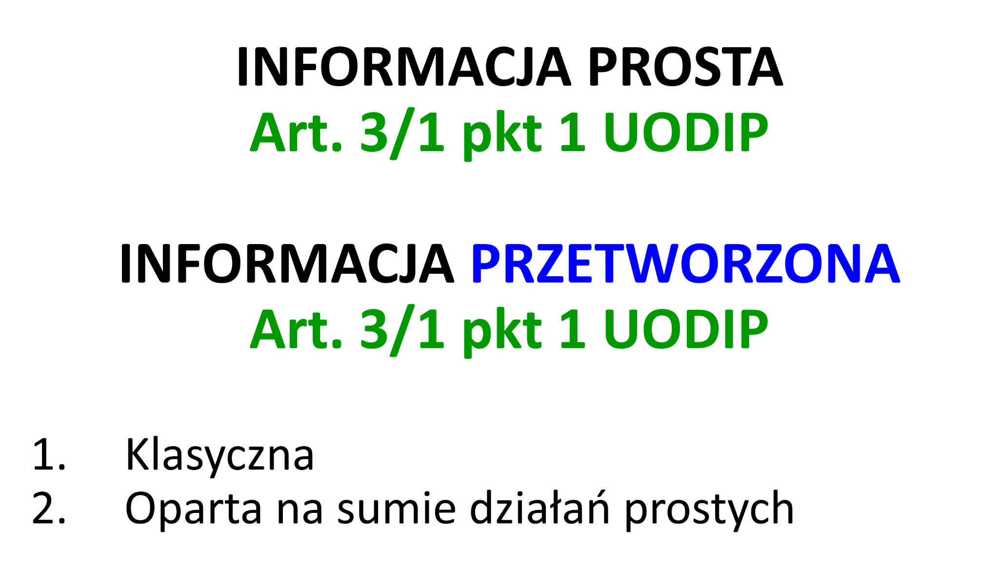 INFORMACJA PROSTA
Art. 3/1 pkt 1 UODIP
INFORMACJA PRZETWORZONA
Art. 3/1 pkt 1 UODIP
1. Klasyczna
2. Oparta na sumie działań prostych